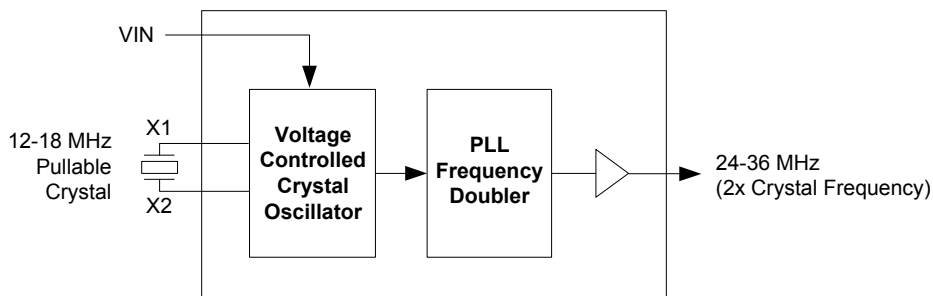 VIN
12-18 MHz
Pullable
Crystal
X1
X2
Voltage
Controlled
Crystal
Oscillator
PLL
Frequency
Doubler
24-36 MHz
(2x Crystal Frequency)